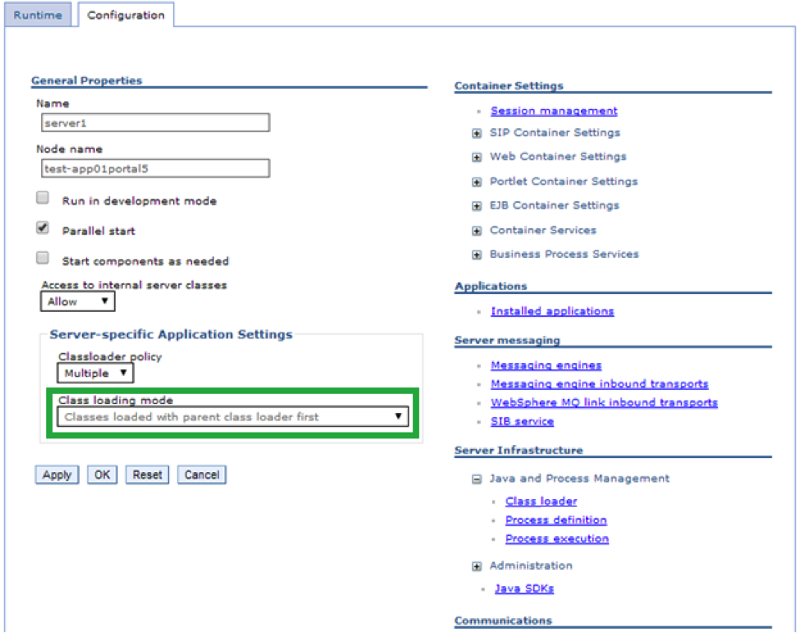 Runtime
Configuration
General Properties
Name
server1
Node name
test-app01portal5
Run in development mode
Parallel start
Start components as needed
Access to internal server classes
Allow
Server-specific Application Settings
Classloader policy
Multiple
Class loading mode
Classes loaded with parent class loader first
Apply
OK
Reset
Cancel
Container Settings
Session management
SIP Container Settings
Web Container Settings
Portlet Container Settings
EJB Container Settings
Container Services
Business Process Services
Applications
Installed applications
Server messaging
Messaging engines
Messaging engine inbound transports
WebSphere MQ link inbound transports
SIB service
Server Infrastructure
Java and Process Management
Class loader
Process definition
Process execution
Administration
Java SDKs
Communications